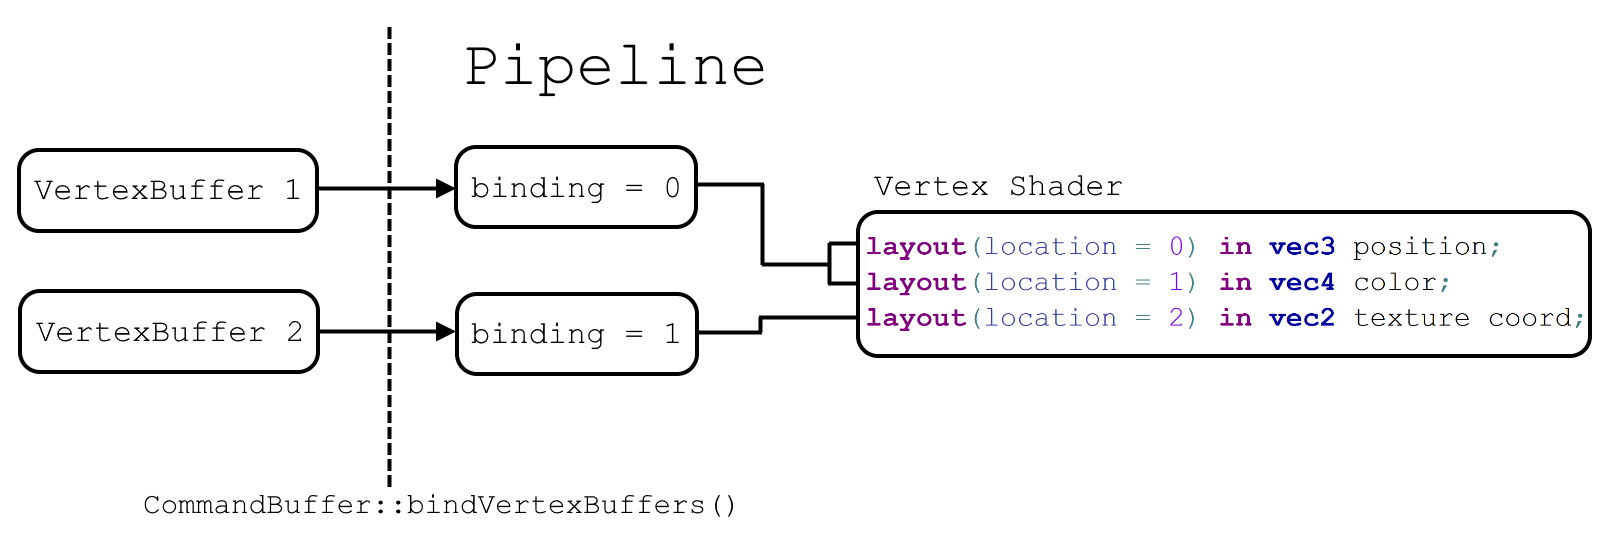 Pipeline
VertexBuffer 1
binding = 0
Vertex Shader
layout(location = 0) in vec3 position;
layout(location = 1) in vec4 color;
layout(location = 2) in vec2 texture coord;
VertexBuffer 2
binding = 1
CommandBuffer::bindVertexBuffers()